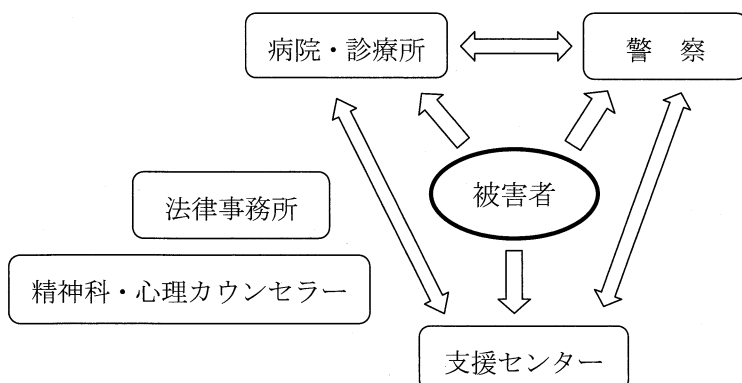 病院・診療所
警　察
被害者
法律事務所
精神科・心理カウンセラー
支援センター